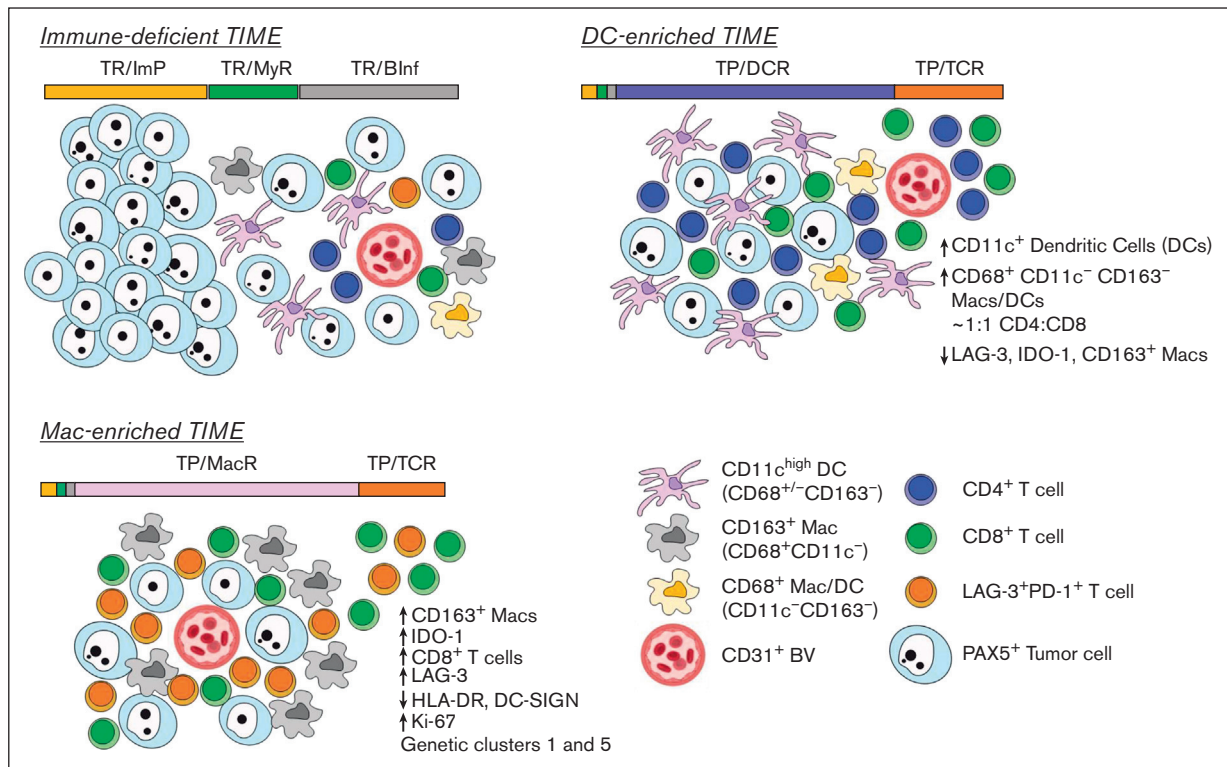 Immune-deficient TIME
TR/ImP TR/MyR TR/BInf
DC-enriched TIME
TP/DCR TP/TCR
↑CD11c⁺ Dendritic Cells (DCs)
↑CD68⁺ CD11c⁻ CD163⁻
Macs/DCs
~1:1 CD4:CD8
↓LAG-3, IDO-1, CD163⁺ Macs
Mac-enriched TIME
TP/MacR TP/TCR
↑CD163⁺ Macs
↑IDO-1
↑CD8⁺ T cells
↑LAG-3
↓HLA-DR, DC-SIGN
↑Ki-67
Genetic clusters 1 and 5
CD11cʰⁱᵍʰ DC
(CD68⁺/⁻CD163⁻)
CD163⁺ Mac
(CD68⁺CD11c⁻)
CD68⁺ Mac/DC
(CD11c⁻CD163⁻)
CD31⁺ BV
CD4⁺ T cell
CD8⁺ T cell
LAG-3⁺PD-1⁺ T cell
PAX5⁺ Tumor cell